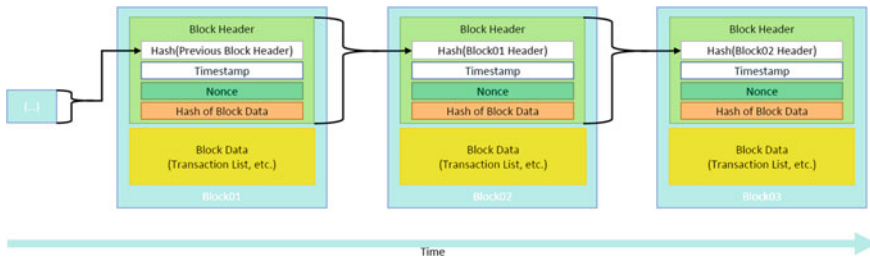 (...)
Block Header
Hash(Previous Block Header)
Timestamp
Nonce
Hash of Block Data
Block Data
(Transaction List, etc.)
Block01
Block Header
Hash(Block01 Header)
Timestamp
Nonce
Hash of Block Data
Block Data
(Transaction List, etc.)
Block02
Block Header
Hash(Block02 Header)
Timestamp
Nonce
Hash of Block Data
Block Data
(Transaction List, etc.)
Block03
Time